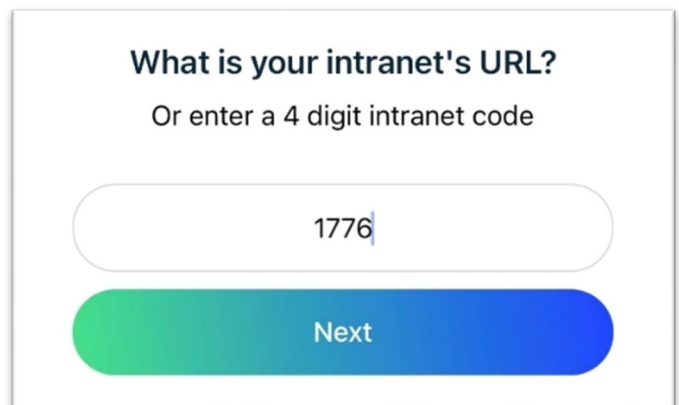 What is your intranet's URL?
Or enter a 4 digit intranet code
1776
Next